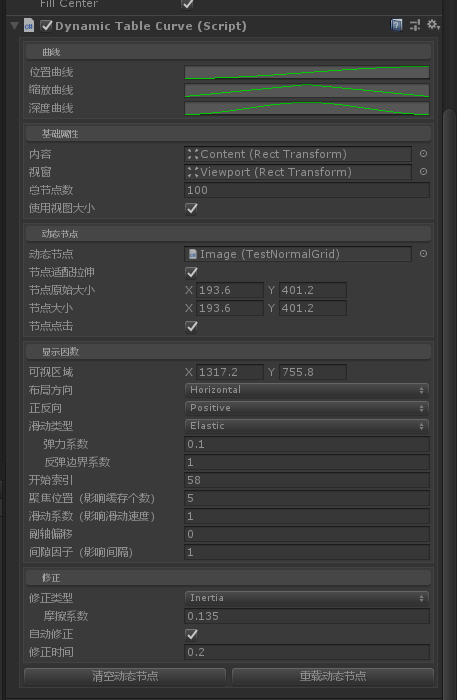 Fill Center
Dynamic Table Curve (Script)
曲线
位置曲线
缩放曲线
深度曲线
基础属性
内容 Content (Rect Transform)
视窗 Viewport (Rect Transform)
总节点数 100
使用视图大小
动态节点
动态节点 Image (TestNormalGrid)
节点适配拉伸
节点原始大小 X 193.6 Y 401.2
节点大小 X 193.6 Y 401.2
节点点击
显示因数
可视区域 X 1317.2 Y 755.8
布局方向 Horizontal
正反向 Positive
滑动类型 Elastic
弹力系数 0.1
反弹边界系数 1
开始索引 58
聚焦位置 (影响缓存个数) 5
滑动系数 (影响滑动速度) 1
副轴偏移 0
间隙因子 (影响间隔) 1
修正
修正类型 Inertia
摩擦系数 0.135
自动修正
修正时间 0.2
清空动态节点 重载动态节点